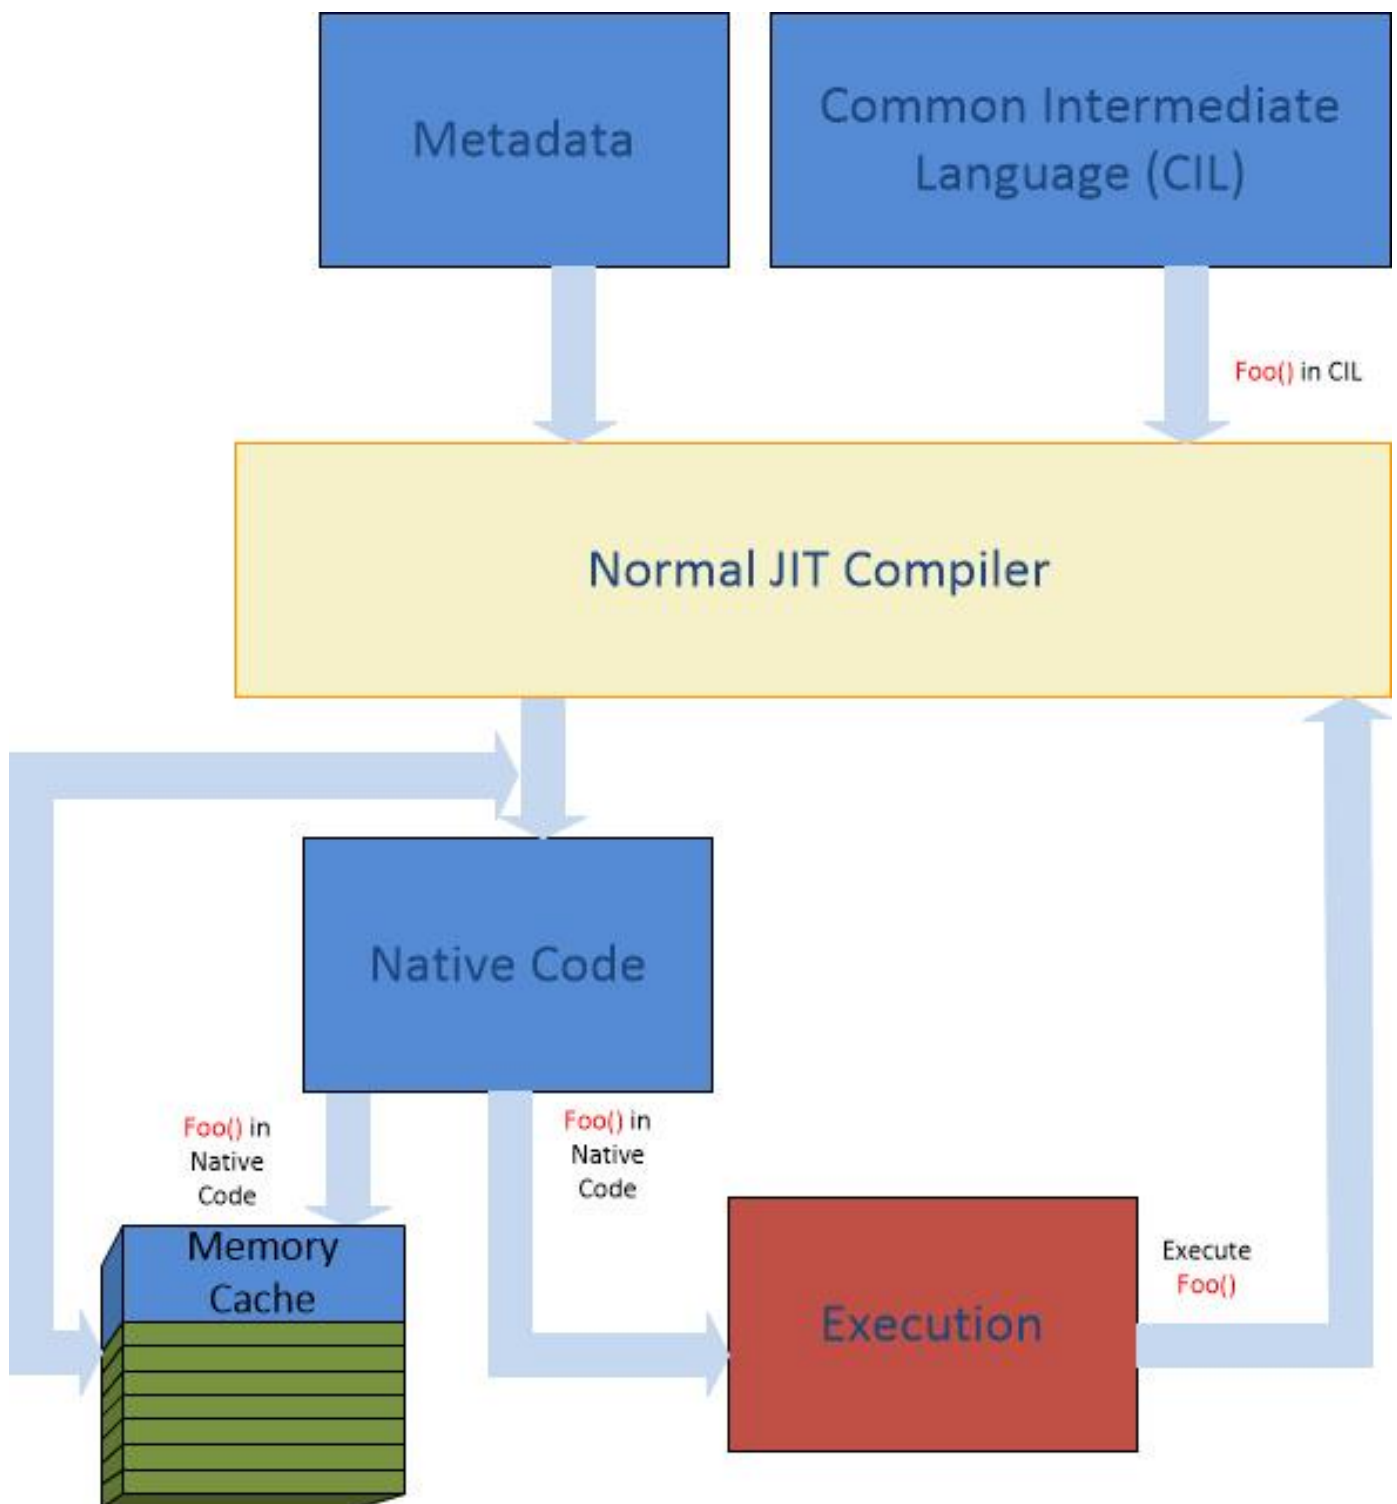 Metadata
Common Intermediate
Language (CIL)
Foo() in CIL
Normal JIT Compiler
Native Code
Foo() in
Native
Code
Foo() in
Native
Code
Memory
Cache
Execution
Execute
Foo()